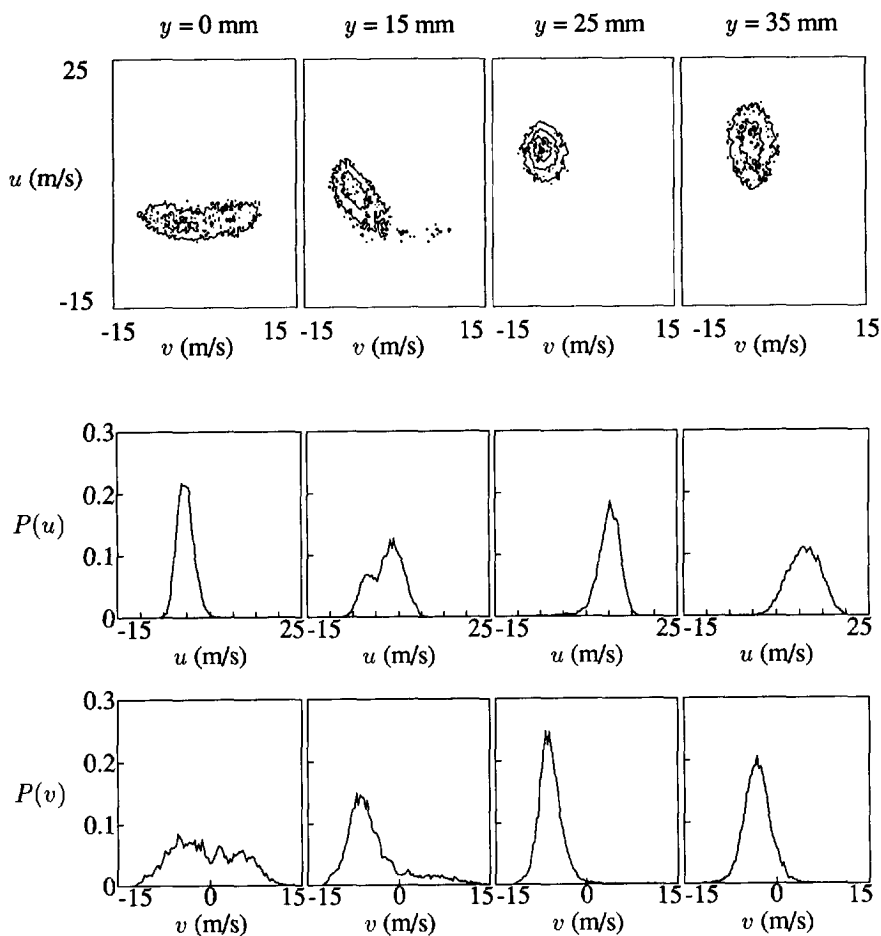 y = 0 mm y = 15 mm y = 25 mm y = 35 mm
25
u (m/s)
-15
-15 15 -15 15 -15 15 -15 15
v (m/s) v (m/s) v (m/s) v (m/s)
0.3
0.2
P(u)
0.1
0
-15 25 -15 25 -15 25 -15 25
u (m/s) u (m/s) u (m/s) u (m/s)
0.3
0.2
P(v)
0.1
0
-15 0 15 -15 0 15 -15 0 15 -15 0 15
v (m/s) v (m/s) v (m/s) v (m/s)